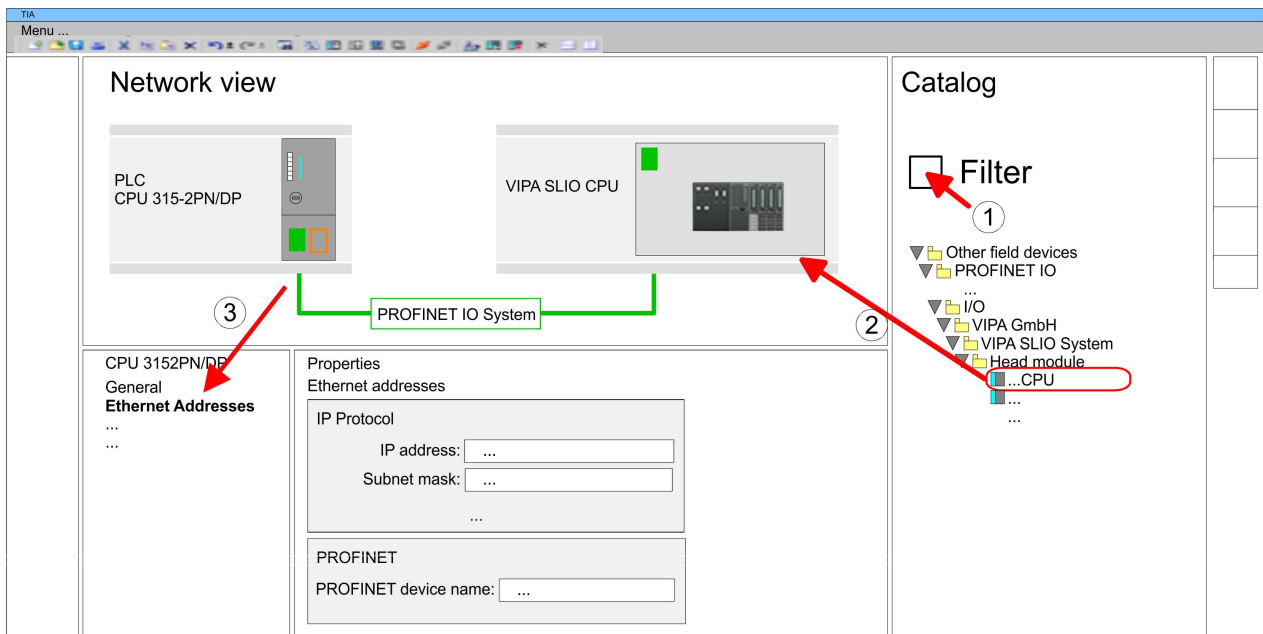 TIA
Menu ...
Network view
PLC
CPU 315-2PN/DP
VIPA SLIO CPU
3
PROFINET IO System
Catalog
Filter
1
2
Other field devices
PROFINET IO
...
I/O
VIPA GmbH
VIPA SLIO System
Head module
...CPU
...
...
CPU 3152PN/DP
General
Ethernet Addresses
...
...
Properties
Ethernet addresses
IP Protocol
IP address: ...
Subnet mask: ...
...
PROFINET
PROFINET device name: ...